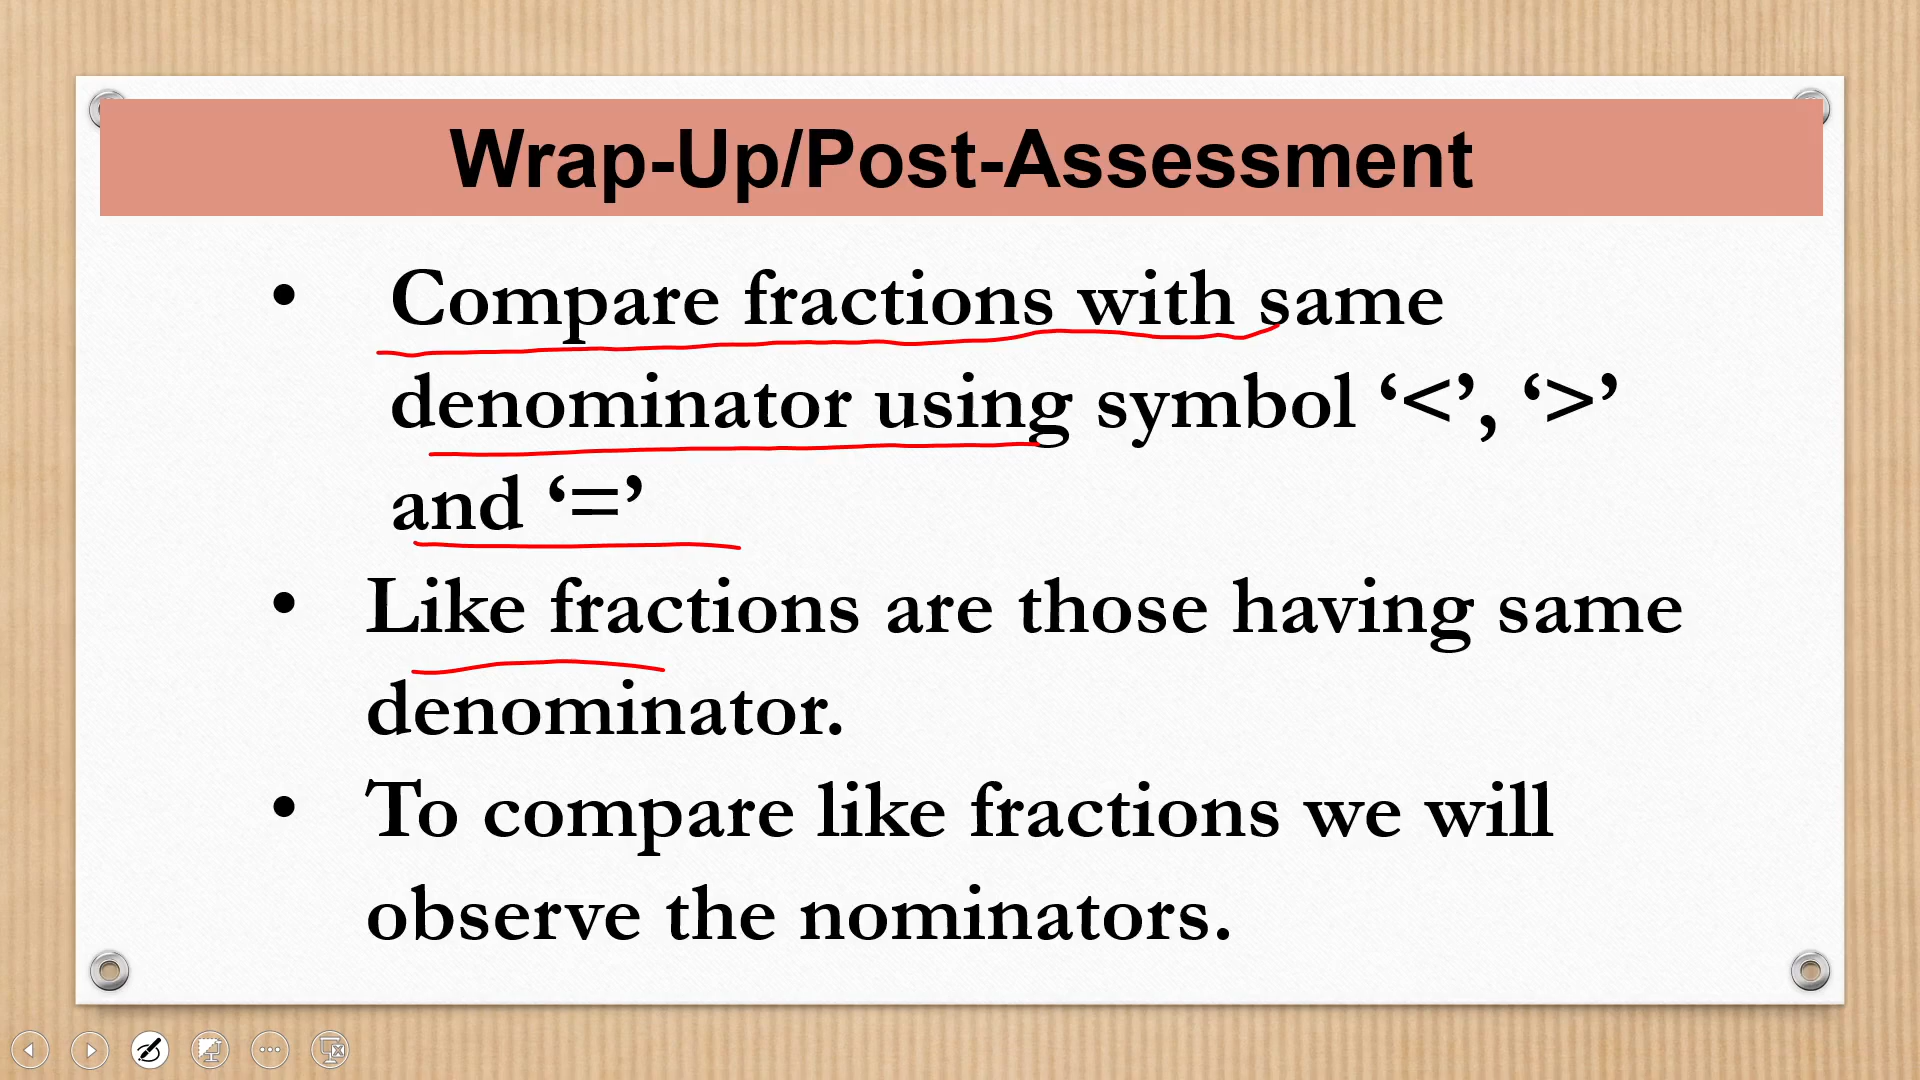 Wrap-Up/Post-Assessment
• Compare fractions with same
denominator using symbol ‘<’, ‘>’
and ‘=’
• Like fractions are those having same
denominator.
• To compare like fractions we will
observe the nominators.